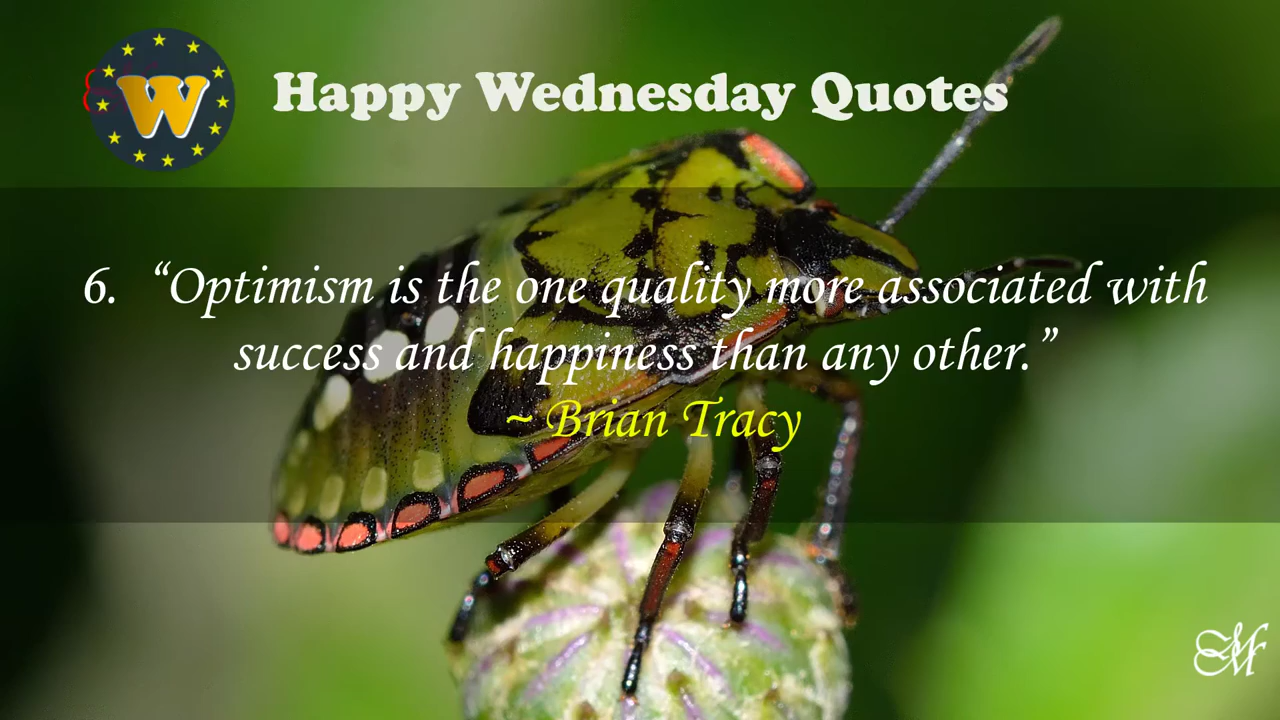 W
Happy Wednesday Quotes
6. “Optimism is the one quality more associated with
success and happiness than any other.”
~ Brian Tracy
M